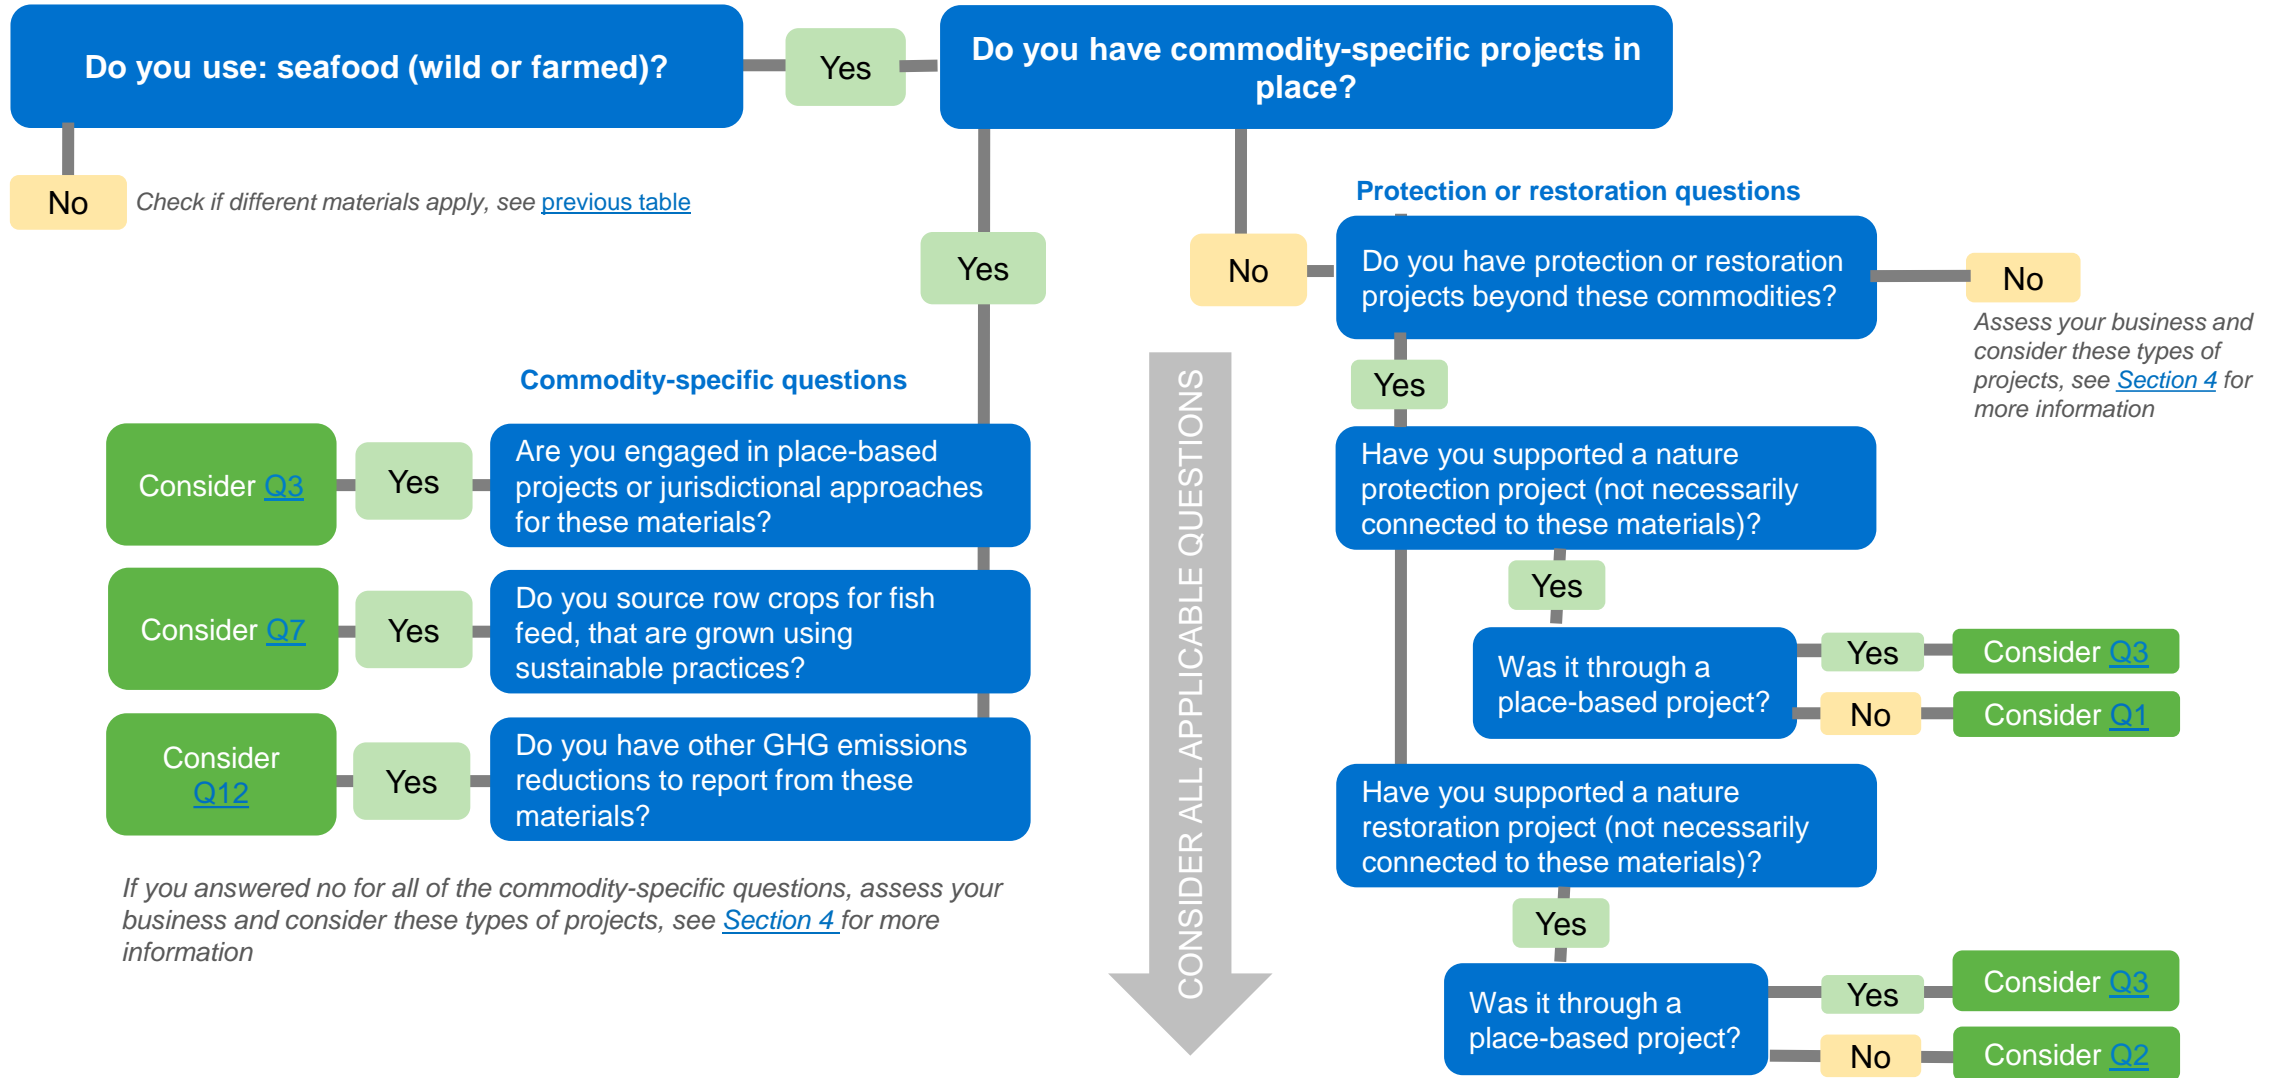 Do you use: seafood (wild or farmed)?
Yes
Do you have commodity-specific projects in
place?
No
Check if different materials apply, see previous table
Yes
Commodity-specific questions
Are you engaged in place-based
projects or jurisdictional approaches
for these materials?
Yes
Consider Q3
Do you source row crops for fish
feed, that are grown using
sustainable practices?
Yes
Consider Q7
Do you have other GHG emissions
reductions to report from these
materials?
Yes
Consider
Q12
If you answered no for all of the commodity-specific questions, assess your
business and consider these types of projects, see Section 4 for more
information
CONSIDER ALL APPLICABLE QUESTIONS
No
Protection or restoration questions
Do you have protection or restoration
projects beyond these commodities?
No
Assess your business and
consider these types of
projects, see Section 4 for
more information
Yes
Have you supported a nature
protection project (not necessarily
connected to these materials)?
Yes
Was it through a
place-based project?
Yes
Consider Q3
No
Consider Q1
Have you supported a nature
restoration project (not necessarily
connected to these materials)?
Yes
Was it through a
place-based project?
Yes
Consider Q3
No
Consider Q2